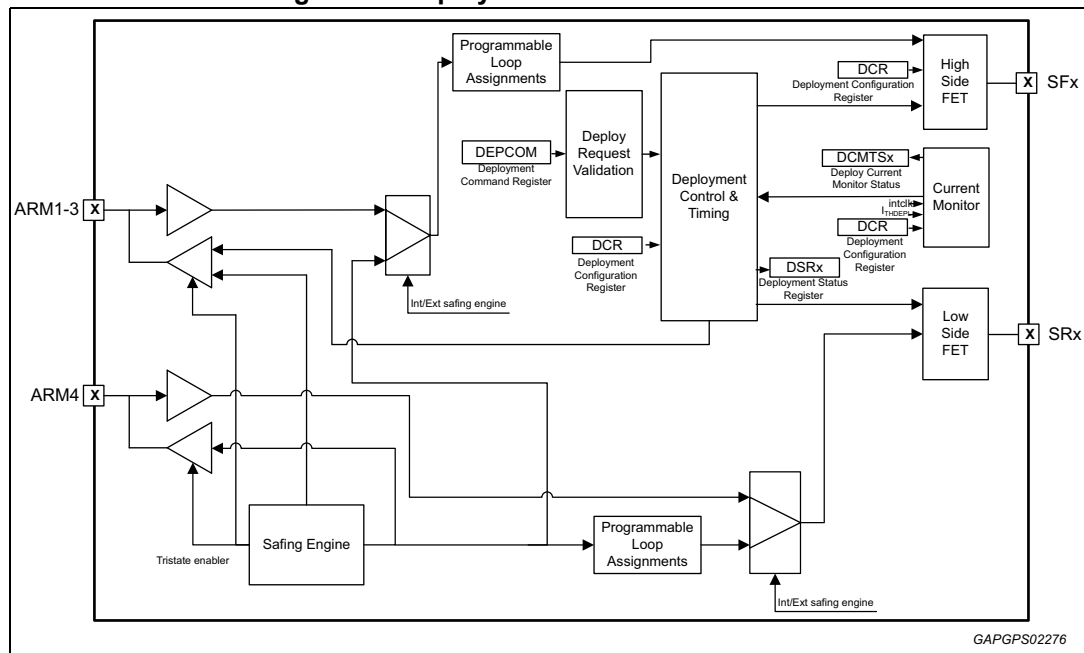 Programmable
Loop
Assignments
DCR
Deployment Configuration
Register
High
Side
FET
X
SFx
DEPCOM
Deployment
Command Register
Deploy
Request
Validation
Deployment
Control &
Timing
DCMTSx
Deploy Current
Monitor Status
intclk
ITHDEPL
Current
Monitor
DCR
Deployment
Configuration
Register
ARM1-3
X
DCR
Deployment
Configuration
Register
DSRx
Deployment Status
Register
Int/Ext safing engine
Low
Side
FET
X
SRx
ARM4
X
Safing Engine
Tristate enabler
Programmable
Loop
Assignments
Int/Ext safing engine
GAPGPS02276